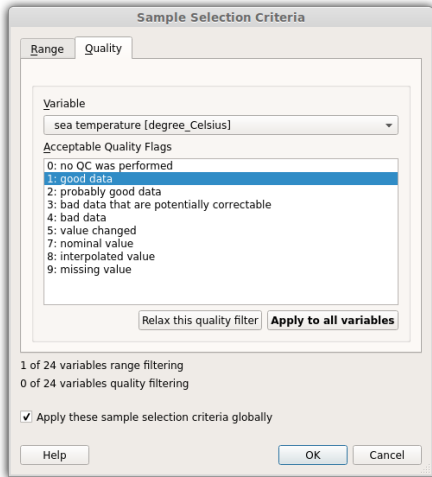 Sample Selection Criteria
Range Quality
Variable
sea temperature [degree_Celsius]
Acceptable Quality Flags
0: no QC was performed
1: good data
2: probably good data
3: bad data that are potentially correctable
4: bad data
5: value changed
7: nominal value
8: interpolated value
9: missing value
Relax this quality filter Apply to all variables
1 of 24 variables range filtering
0 of 24 variables quality filtering
Apply these sample selection criteria globally
Help OK Cancel